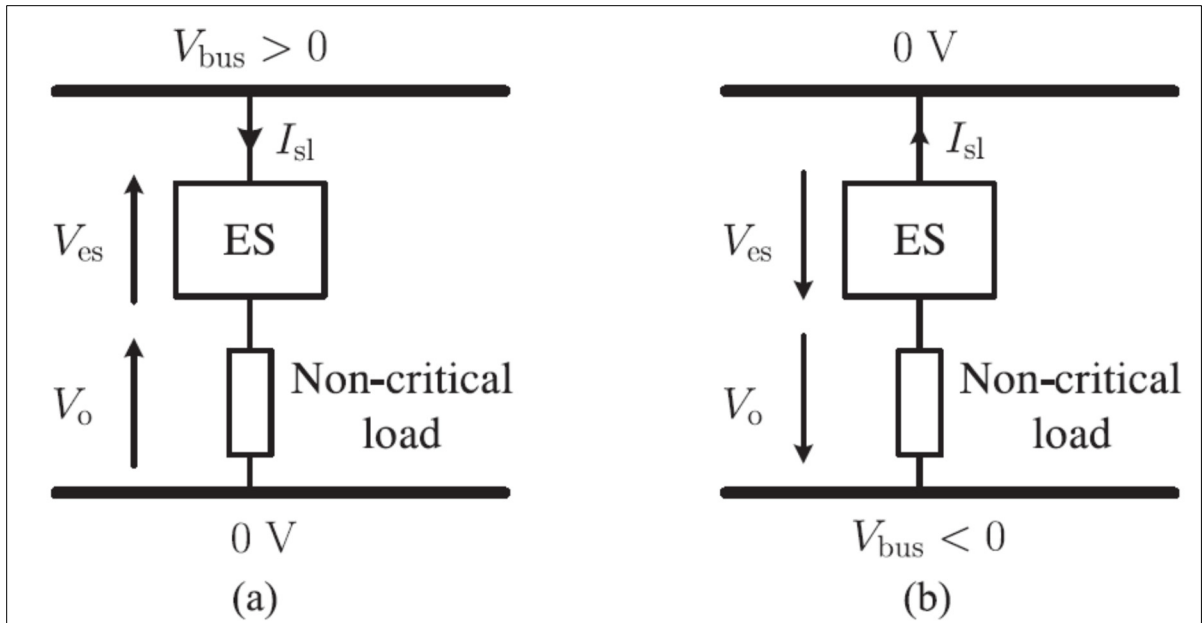 V_bus > 0
I_sl
V_es
ES
V_o
Non-critical
load
0 V
(a)
0 V
I_sl
V_es
ES
V_o
Non-critical
load
V_bus < 0
(b)